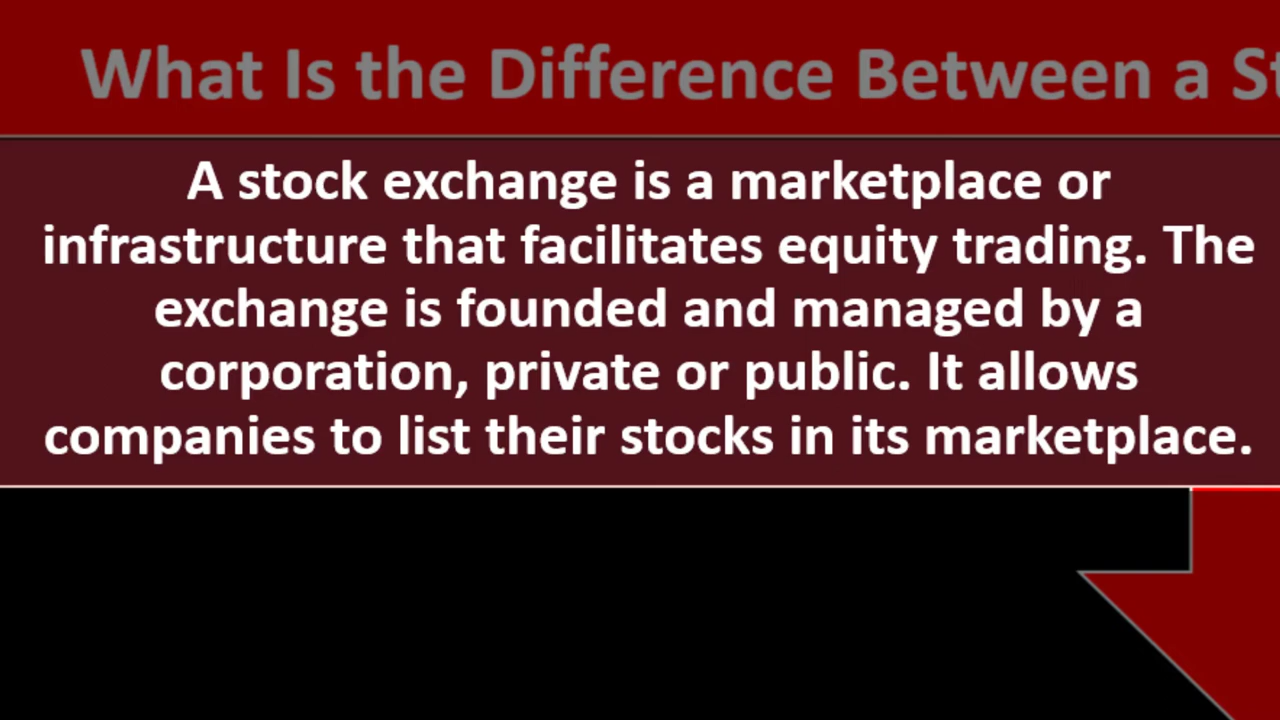 What Is the Difference Between a
A stock exchange is a marketplace or
infrastructure that facilitates equity trading. The
exchange is founded and managed by a
corporation, private or public. It allows
companies to list their stocks in its marketplace.